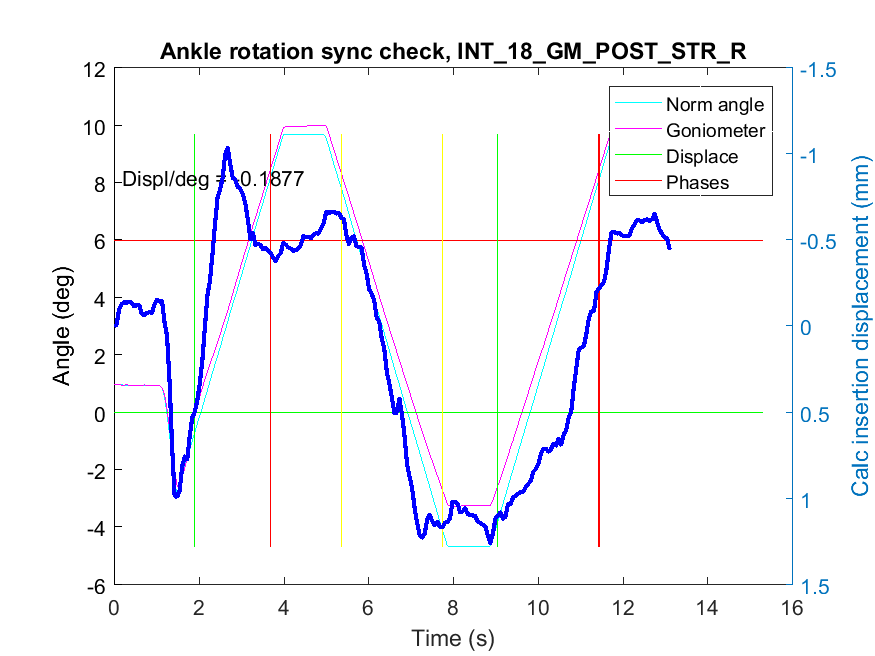 Ankle rotation sync check, INT_18_GM_POST_STR_R
12
10
8
6
4
2
0
-2
-4
-6
Angle (deg)
Displ/deg = -0.1877
Norm angle
Goniometer
Displace
Phases
-1.5
-1
-0.5
0
0.5
1
1.5
Calc insertion displacement (mm)
0 2 4 6 8 10 12 14 16
Time (s)